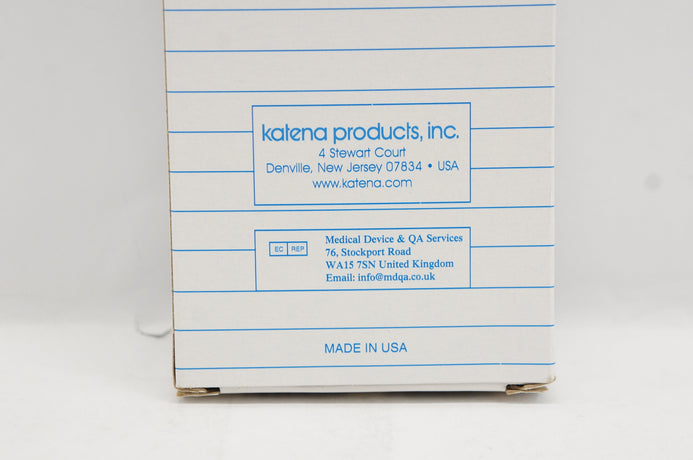 katena products, inc.
4 Stewart Court
Denville, New Jersey 07834 • USA
www.katena.com
EC REP
Medical Device & QA Services
76, Stockport Road
WA15 7SN United Kingdom
Email: info@mdqa.co.uk
MADE IN USA